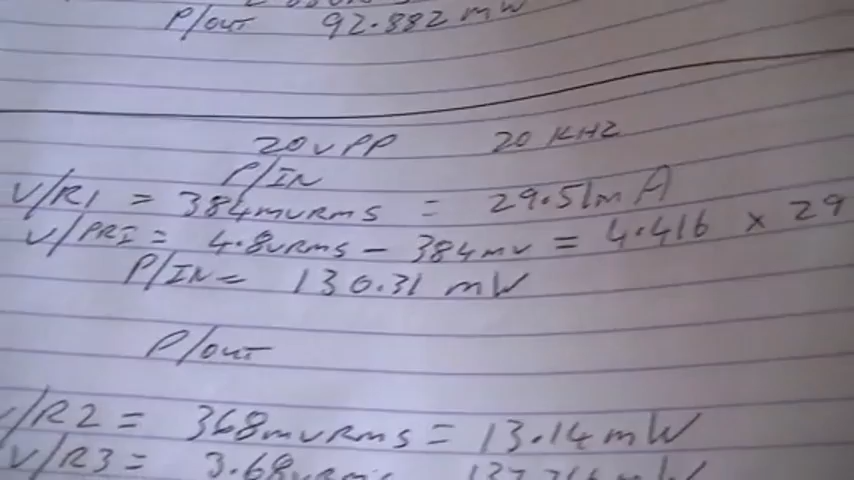 P/out 92.882 mW
20vPP 20 KHZ
P/IN
V/R1 = 384mvRms = 29.51mA
V/PRI = 4.8vRms - 384mv = 4.416 x 29
P/IN = 130.31 mW
P/out
V/R2 = 368mvRms = 13.14mW
V/R3 = 3.68vRms